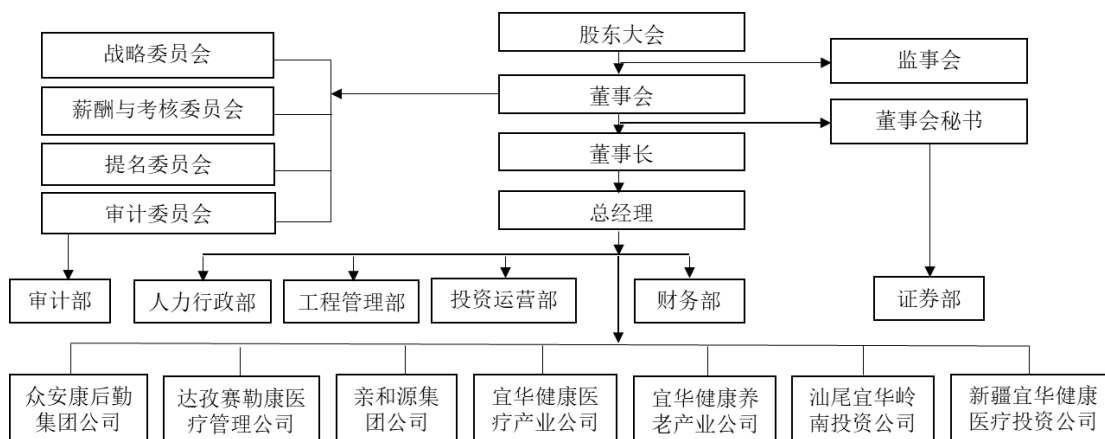 股东大会
战略委员会
监事会
董事会
薪酬与考核委员会
董事会秘书
董事长
提名委员会
审计委员会
总经理
审计部
人力行政部
工程管理部
投资运营部
财务部
证券部
众安康后勤
集团公司
达孜赛勒康医
疗管理公司
亲和源集
团公司
宜华健康医
疗产业公司
宜华健康养
老产业公司
汕尾宜华岭
南投资公司
新疆宜华健康
医疗投资公司